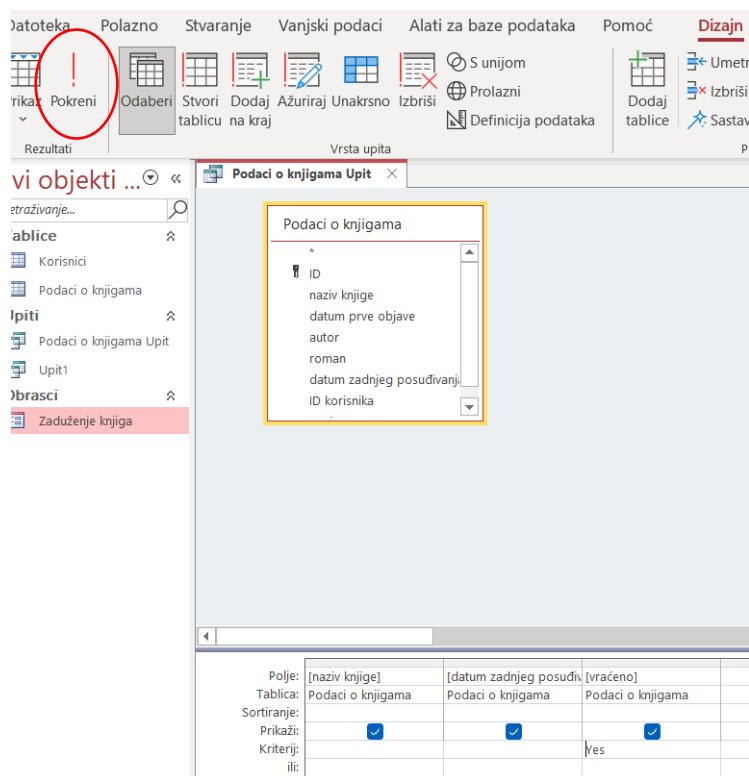 Datoteka Polazno Stvaranje Vanjski podaci Alati za baze podataka Pomoć Dizajn
Prikaz Pokreni Odaberi Stvori tablicu Dodaj na kraj Ažuriraj Unakrsno Izbriši
S unijom
Prolazni
Definicija podataka
Dodaj tablice
Umetr
Izbriši
Sastav
Rezultati Vrsta upita P
vi objekti ... «
etraživanje...
Podaci o knjigama Upit
Tablice
Korisnici
Podaci o knjigama
Upiti
Podaci o knjigama Upit
Upit1
Obrasci
Zaduženje knjiga
Podaci o knjigama
*
ID
naziv knjige
datum prve objave
autor
roman
datum zadnjeg posuđivanj
ID korisnika
Polje: [naziv knjige] [datum zadnjeg posuđiv [vraćeno]
Tablica: Podaci o knjigama Podaci o knjigama Podaci o knjigama
Sortiranje:
Prikaži:
Kriterij: Yes
ili: